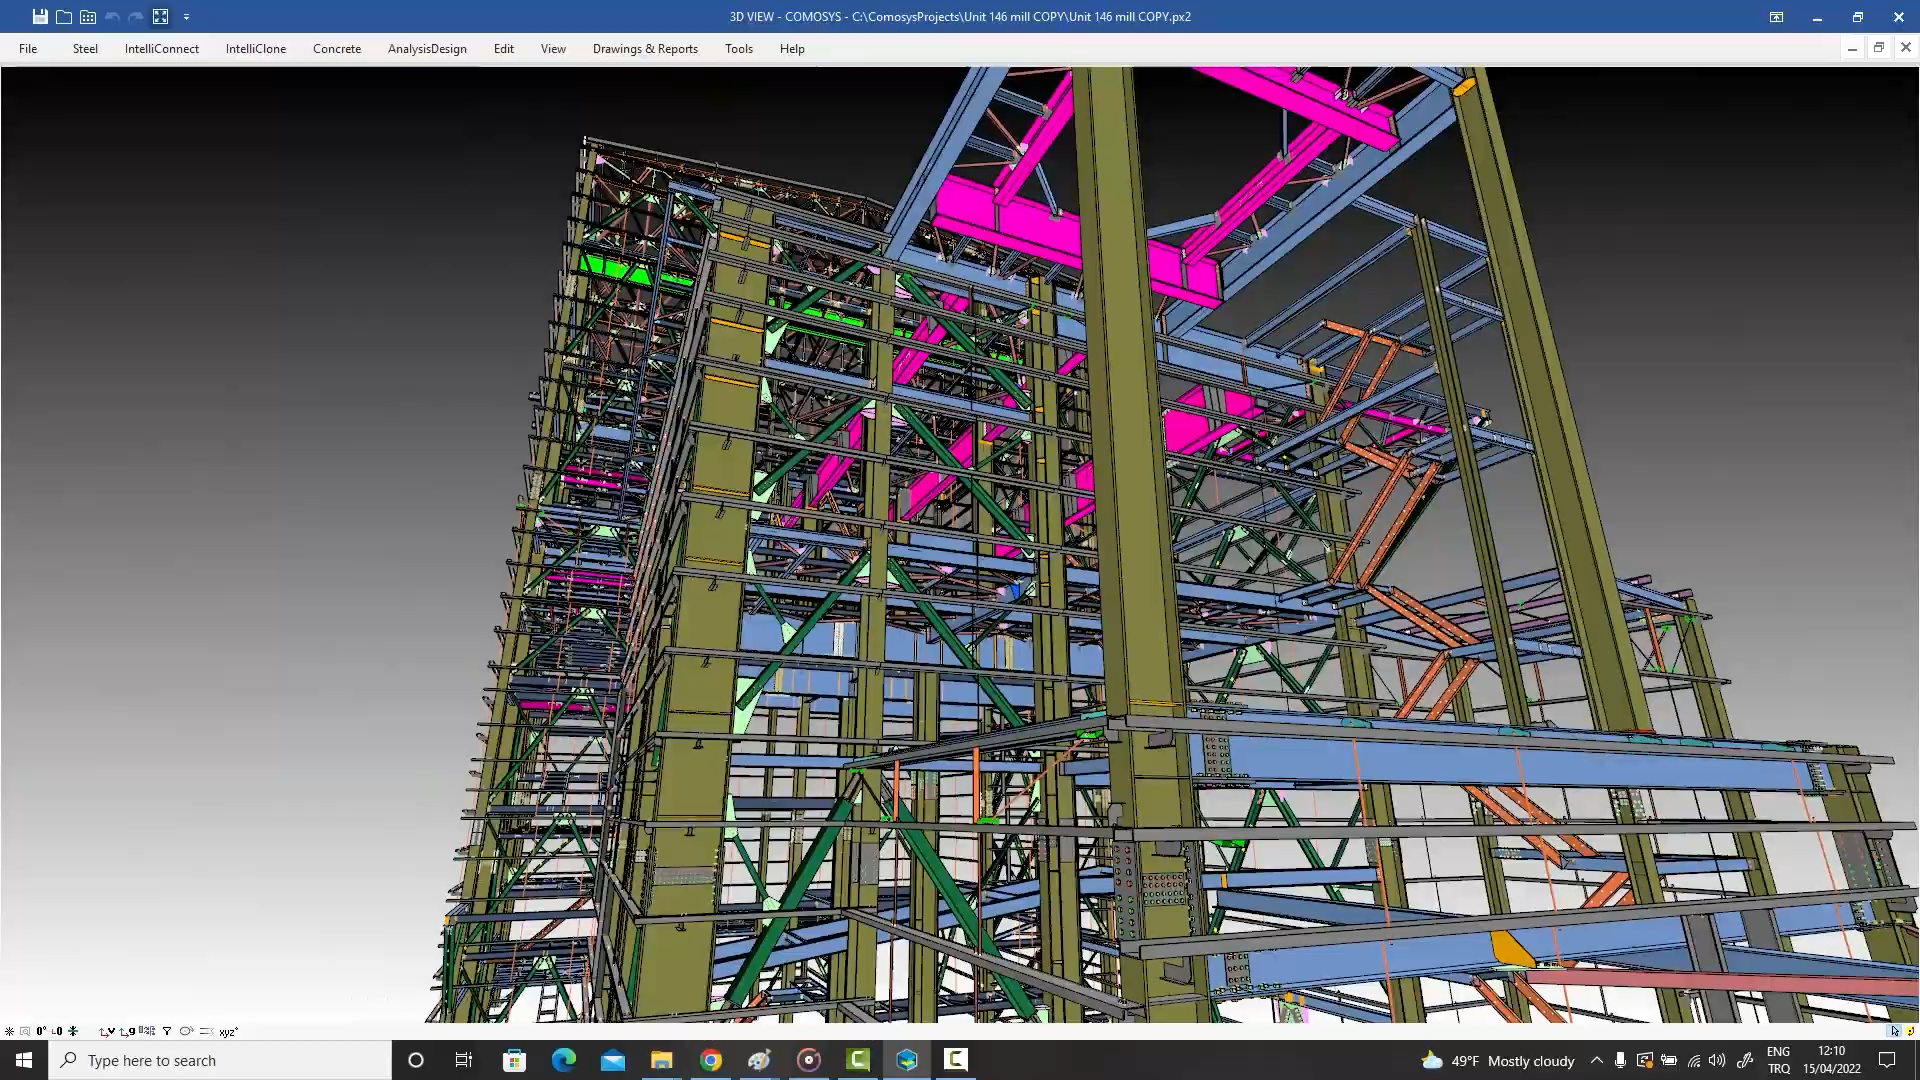 3D VIEW - COMOSYS - C:\ComosysProjects\Unit 146 mill COPY\Unit 146 mill COPY.px2
File Steel IntelliConnect IntelliClone Concrete AnalysisDesign Edit View Drawings & Reports Tools Help
0° xyz*
Type here to search
49°F Mostly cloudy
ENG
TRQ
12:10
15/04/2022